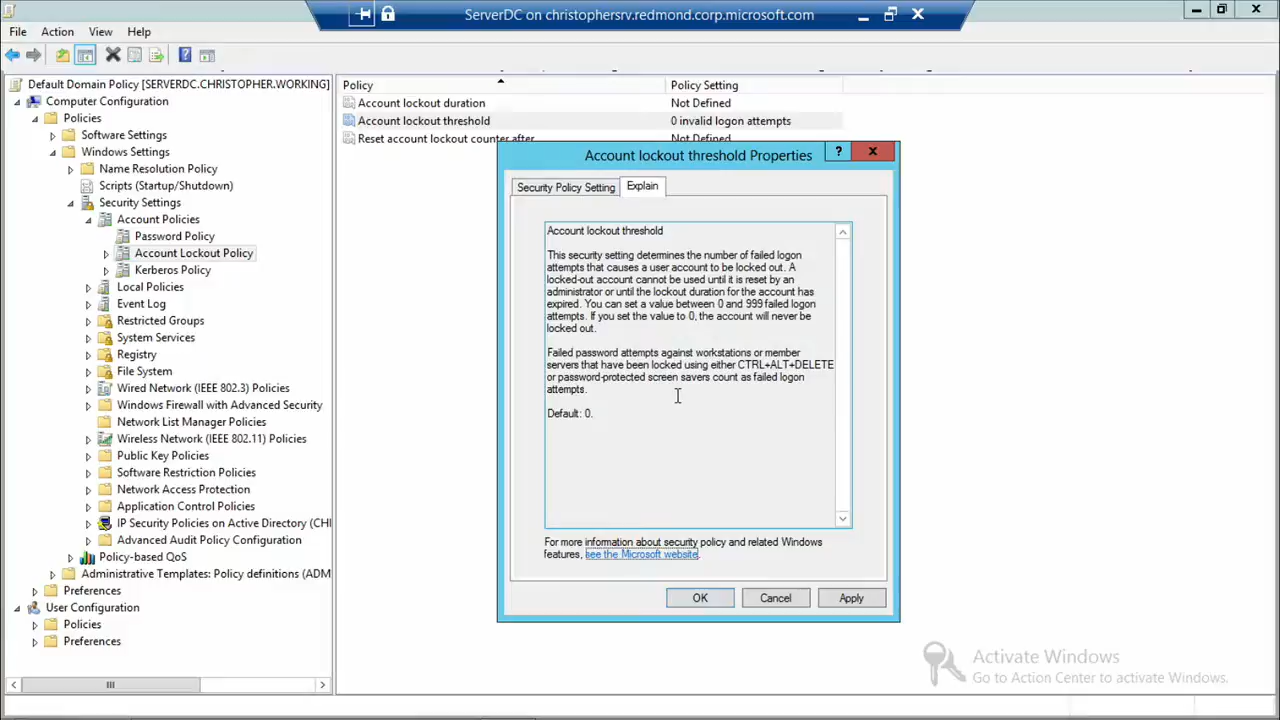 ServerDC on christophersrv.redmond.corp.microsoft.com
File Action View Help
Default Domain Policy [SERVERDC.CHRISTOPHER.WORKING]
Computer Configuration
Policies
Software Settings
Windows Settings
Name Resolution Policy
Scripts (Startup/Shutdown)
Security Settings
Account Policies
Password Policy
Account Lockout Policy
Kerberos Policy
Local Policies
Event Log
Restricted Groups
System Services
Registry
File System
Wired Network (IEEE 802.3) Policies
Windows Firewall with Advanced Security
Network List Manager Policies
Wireless Network (IEEE 802.11) Policies
Public Key Policies
Software Restriction Policies
Network Access Protection
Application Control Policies
IP Security Policies on Active Directory (CHI
Advanced Audit Policy Configuration
Policy-based QoS
Administrative Templates: Policy definitions (ADM
Preferences
User Configuration
Policies
Preferences
Policy Policy Setting
Account lockout duration Not Defined
Account lockout threshold 0 invalid logon attempts
Reset account lockout counter after Not Defined
Account lockout threshold Properties
Security Policy Setting Explain
Account lockout threshold
This security setting determines the number of failed logon
attempts that causes a user account to be locked out. A
locked-out account cannot be used until it is reset by an
administrator or until the lockout duration for the account has
expired. You can set a value between 0 and 999 failed logon
attempts. If you set the value to 0, the account will never be
locked out.
Failed password attempts against workstations or member
servers that have been locked using either CTRL+ALT+DELETE
or password-protected screen savers count as failed logon
attempts.
Default: 0.
For more information about security policy and related Windows
features, see the Microsoft website.
OK Cancel Apply
Activate Windows
Go to Action Center to activate Windows.